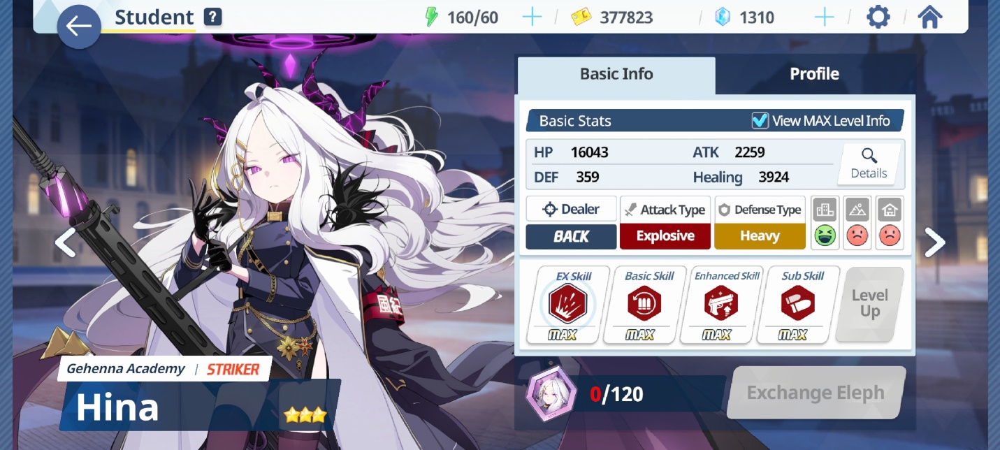 Student ?
160/60
377823
1310
Basic Info
Profile
Basic Stats
View MAX Level Info
HP 16043
ATK 2259
DEF 359
Healing 3924
Details
Dealer
BACK
Attack Type
Explosive
Defense Type
Heavy
EX Skill
MAX
Basic Skill
MAX
Enhanced Skill
MAX
Sub Skill
MAX
Level
Up
風紀
Gehenna Academy | STRIKER
Hina
0/120
Exchange Eleph